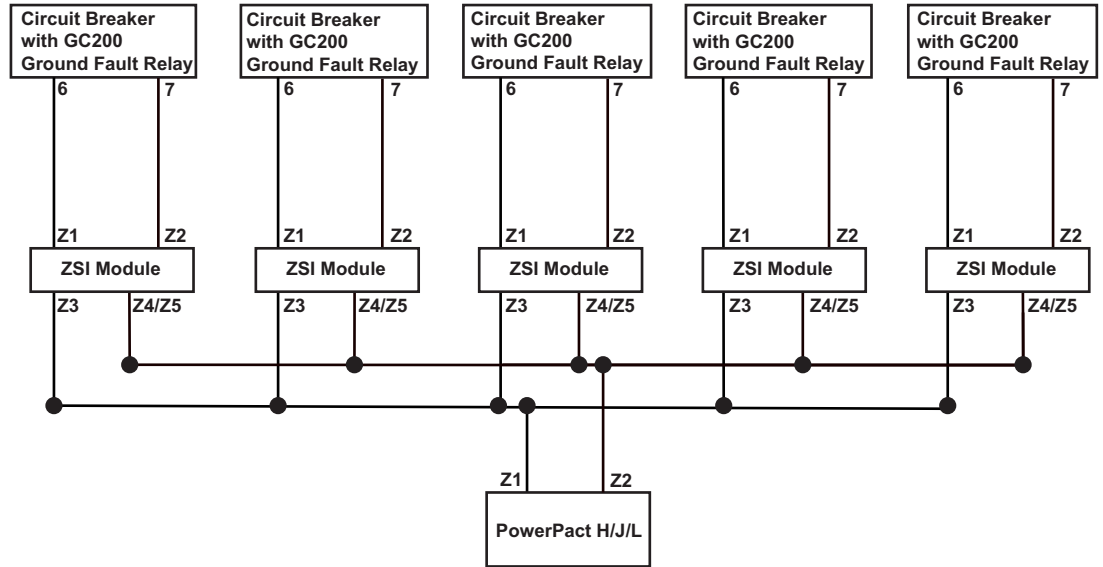 Circuit Breaker
with GC200
Ground Fault Relay
Circuit Breaker
with GC200
Ground Fault Relay
Circuit Breaker
with GC200
Ground Fault Relay
Circuit Breaker
with GC200
Ground Fault Relay
Circuit Breaker
with GC200
Ground Fault Relay
6 7 6 7 6 7 6 7 6 7
Z1 Z2 Z1 Z2 Z1 Z2 Z1 Z2 Z1 Z2
ZSI Module ZSI Module ZSI Module ZSI Module ZSI Module
Z3 Z4/Z5 Z3 Z4/Z5 Z3 Z4/Z5 Z3 Z4/Z5 Z3 Z4/Z5
Z1 Z2
PowerPact H/J/L